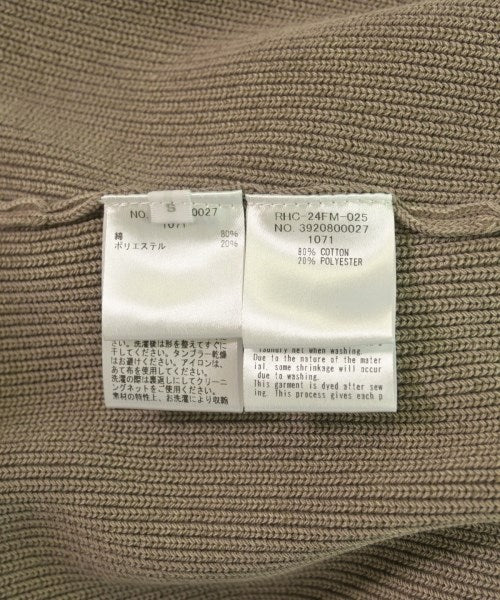 S
NO. 0027
1071
綿 80%
ポリエステル 20%
さい。洗濯後は形を整えてすぐに
干してください。タンブラー乾燥
はお避けください。アイロンは、
あて布を使用してください。
洗濯の際は裏返しにしてクリーニ
ングネットをご使用ください。
素材の特性上、お洗濯により収縮
RHC-24FM-025
NO. 3920800027
1071
80% COTTON
20% POLYESTER
laundry net when washing.
Due to the nature of the mater
ial, some shrinkage will occur
due to washing.
This garment is dyed after sew
ing. This process gives each p